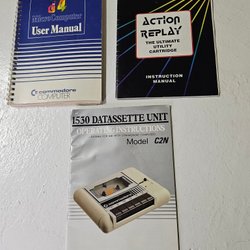 64
MicroComputer
User Manual
commodore
COMPUTER
ACTION
REPLAY
THE ULTIMATE
UTILITY
CARTRIDGE
INSTRUCTION
MANUAL
1530 DATASSETTE UNIT
OPERATING INSTRUCTIONS
Model C2N